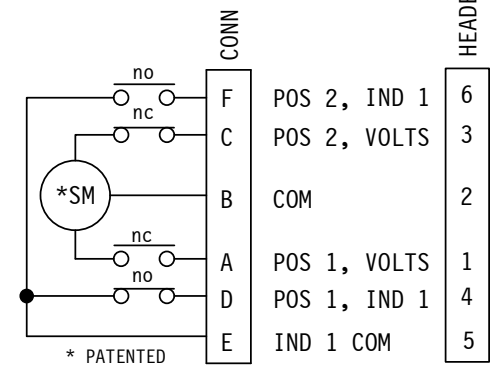 CONN
no
F POS 2, IND 1 6
nc
C POS 2, VOLTS 3
*SM B COM 2
nc
A POS 1, VOLTS 1
no
D POS 1, IND 1 4
E IND 1 COM 5
* PATENTED